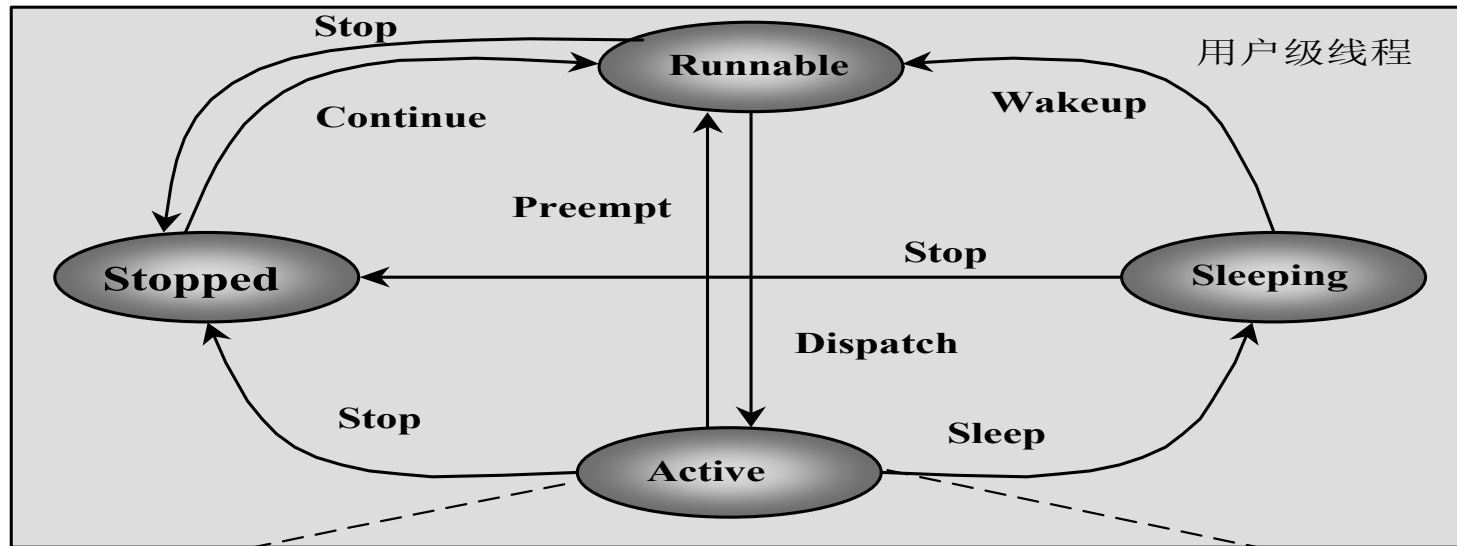 Stop
Runnable
用户级线程
Continue
Wakeup
Preempt
Stopped
Stop
Sleeping
Dispatch
Stop
Sleep
Active